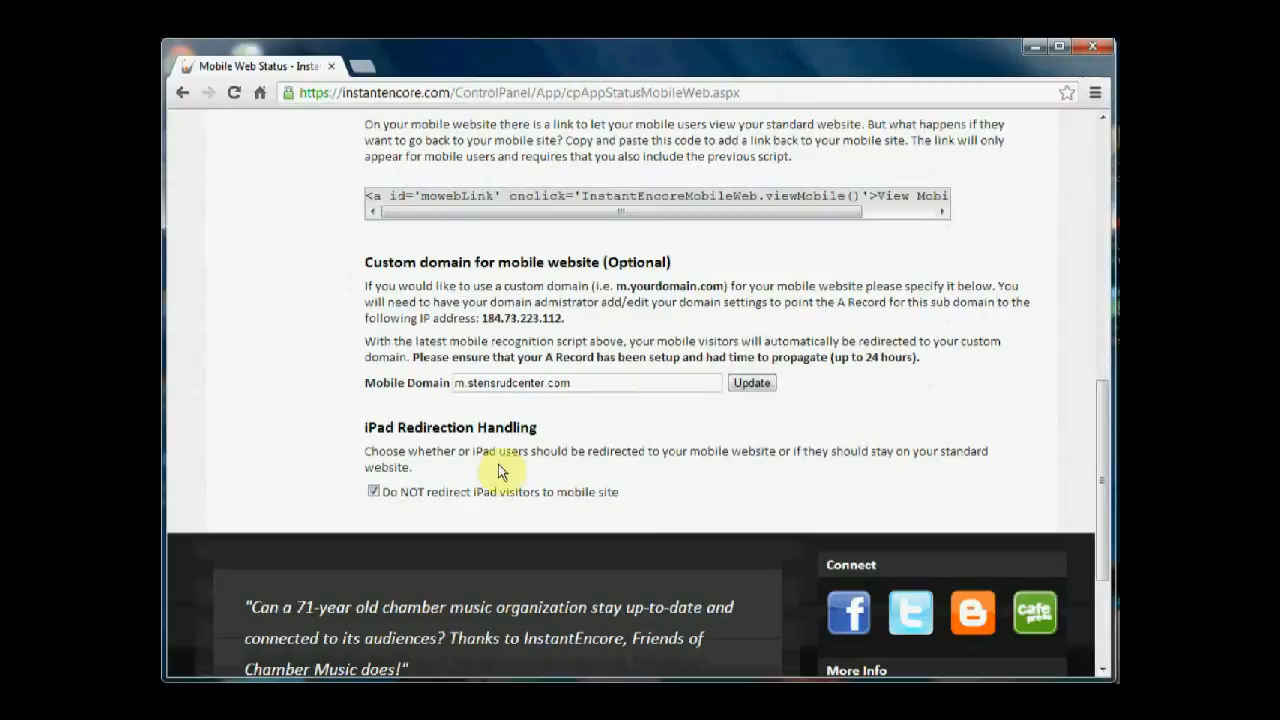 Mobile Web Status - Insta
https://instantencore.com/ControlPanel/App/cpAppStatusMobileWeb.aspx
On your mobile website there is a link to let your mobile users view your standard website. But what happens if they
want to go back to your mobile site? Copy and paste this code to add a link back to your mobile site. The link will only
appear for mobile users and requires that you also include the previous script.
<a id='mowebLink' onclick='InstantEncoreMobileWeb.viewMobile()'>View Mobi
Custom domain for mobile website (Optional)
If you would like to use a custom domain (i.e. m.yourdomain.com) for your mobile website please specify it below. You
will need to have your domain admistrator add/edit your domain settings to point the A Record for this sub domain to the
following IP address: 184.73.223.112.
With the latest mobile recognition script above, your mobile visitors will automatically be redirected to your custom
domain. Please ensure that your A Record has been setup and had time to propagate (up to 24 hours).
Mobile Domain m.stensrudcenter.com Update
iPad Redirection Handling
Choose whether or iPad users should be redirected to your mobile website or if they should stay on your standard
website.
Do NOT redirect iPad visitors to mobile site
"Can a 71-year old chamber music organization stay up-to-date and
connected to its audiences? Thanks to InstantEncore, Friends of
Chamber Music does!"
Connect
cafe
press
More Info